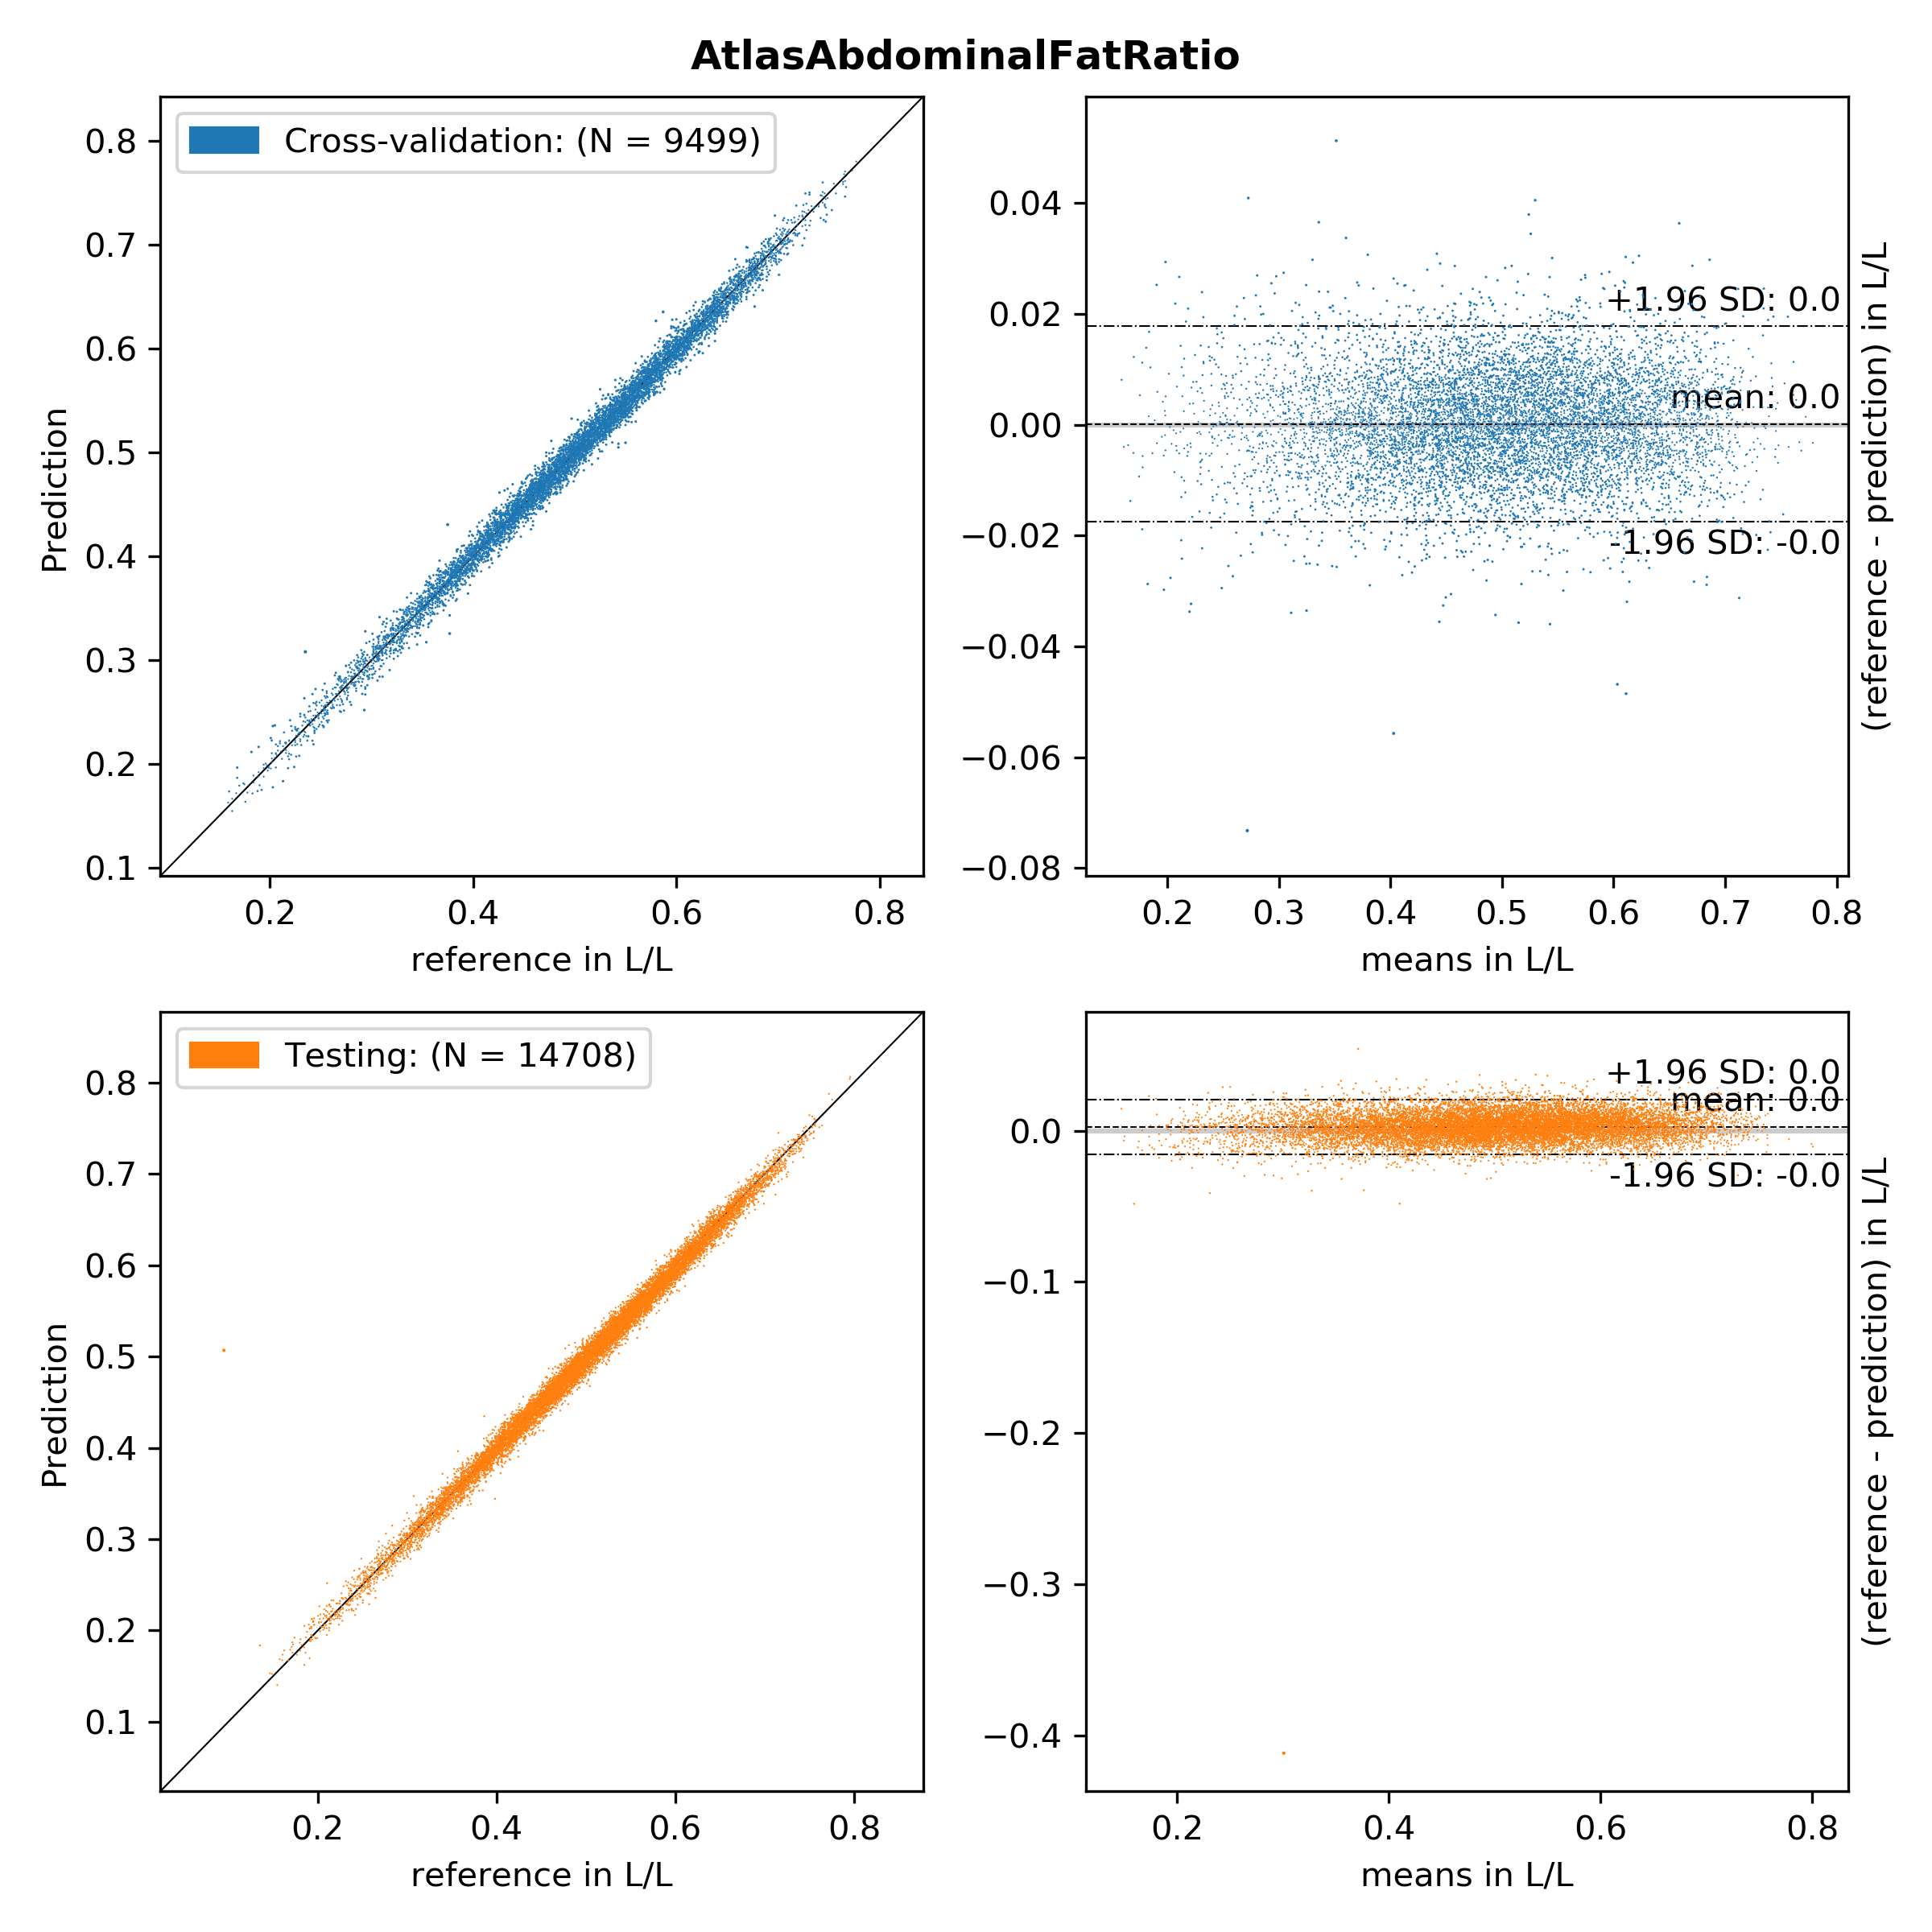 AtlasAbdominalFatRatio
Cross-validation: (N = 9499)
0.8
0.7
0.6
0.5
0.4
0.3
0.2
0.1
Prediction
0.2 0.4 0.6 0.8
reference in L/L
0.04
0.02
0.00
−0.02
−0.04
−0.06
−0.08
+1.96 SD: 0.0
mean: 0.0
-1.96 SD: -0.0
(reference - prediction) in L/L
0.2 0.3 0.4 0.5 0.6 0.7 0.8
means in L/L
Testing: (N = 14708)
0.8
0.7
0.6
0.5
0.4
0.3
0.2
0.1
Prediction
0.2 0.4 0.6 0.8
reference in L/L
0.0
−0.1
−0.2
−0.3
−0.4
+1.96 SD: 0.0
mean: 0.0
-1.96 SD: -0.0
(reference - prediction) in L/L
0.2 0.4 0.6 0.8
means in L/L